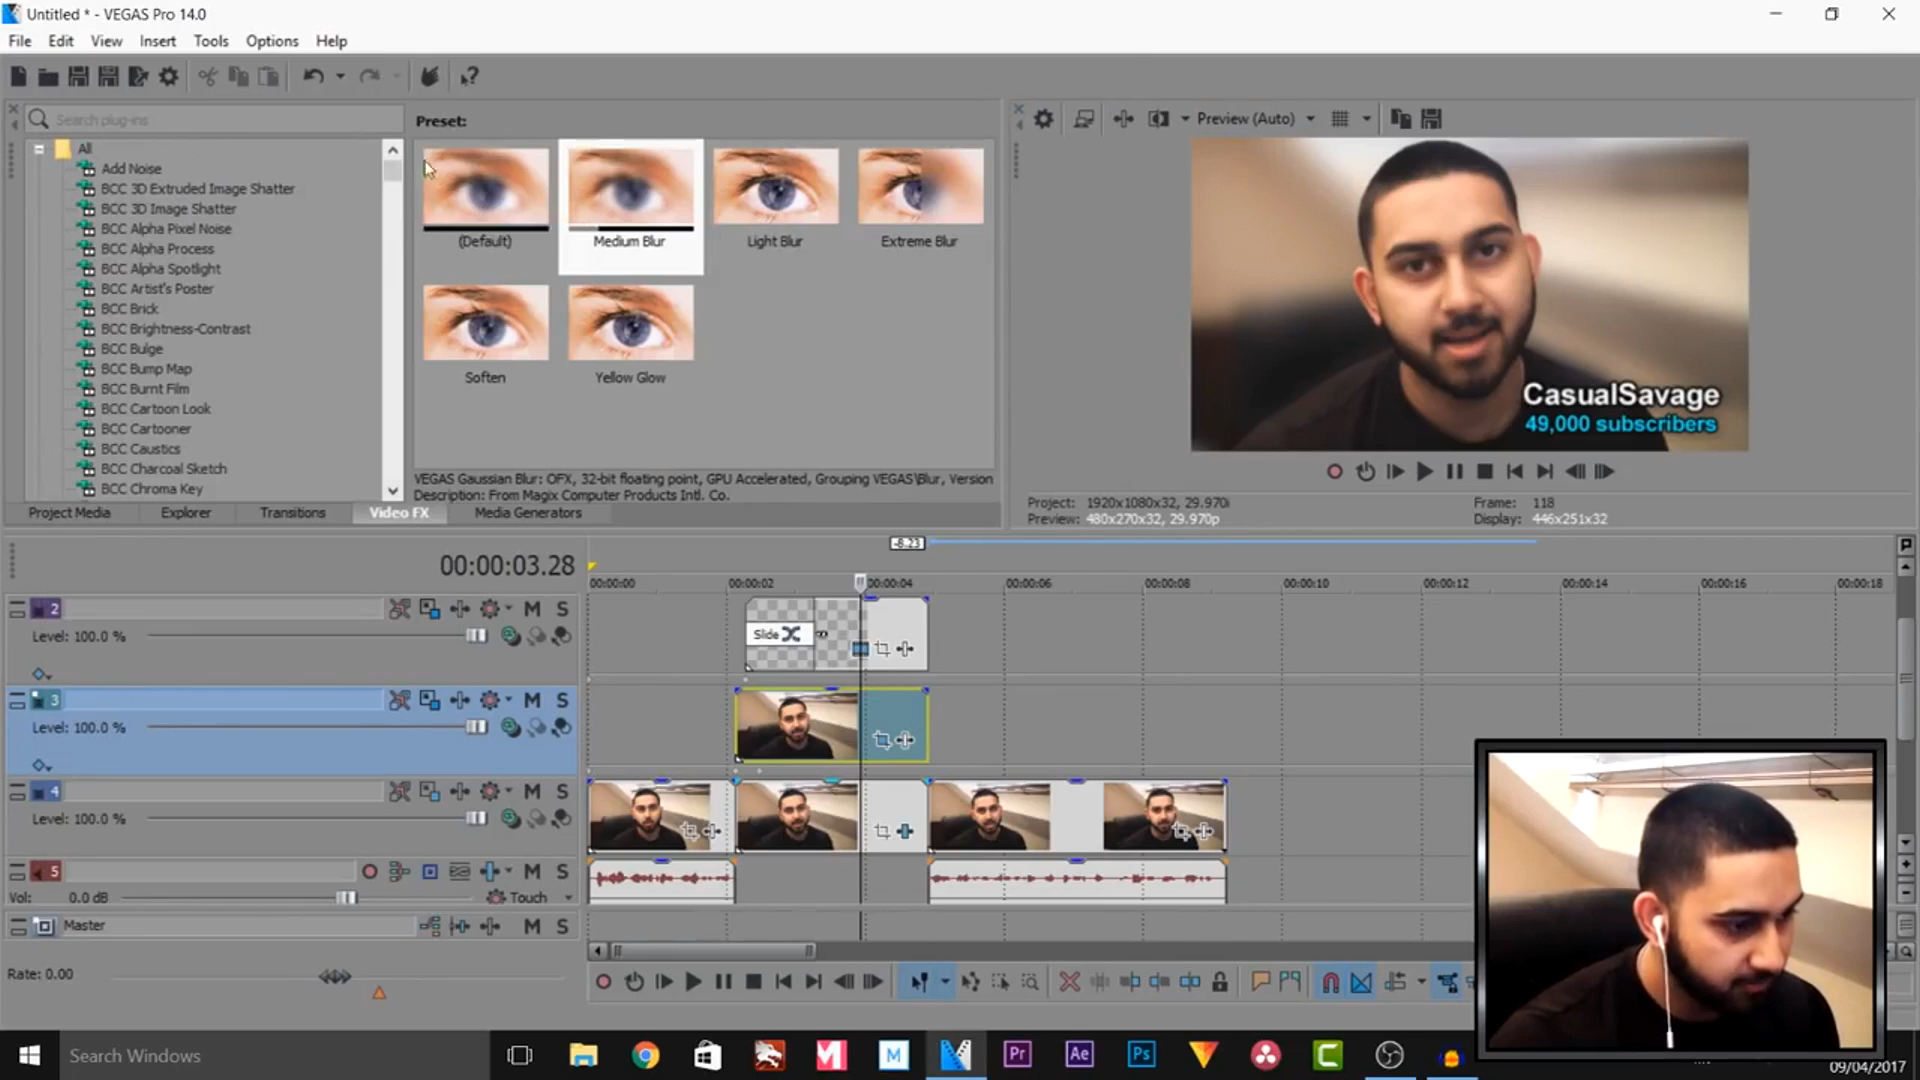 Untitled * - VEGAS Pro 14.0
File Edit View Insert Tools Options Help
Search plug-ins
All
Add Noise
BCC 3D Extruded Image Shatter
BCC 3D Image Shatter
BCC Alpha Pixel Noise
BCC Alpha Process
BCC Alpha Spotlight
BCC Artist's Poster
BCC Brick
BCC Brightness-Contrast
BCC Bulge
BCC Bump Map
BCC Burnt Film
BCC Cartoon Look
BCC Cartooner
BCC Caustics
BCC Charcoal Sketch
BCC Chroma Key
Preset:
(Default) Medium Blur Light Blur Extreme Blur
Soften Yellow Glow
VEGAS Gaussian Blur: OFX, 32-bit floating point, GPU Accelerated, Grouping VEGAS\Blur, Version
Description: From Magix Computer Products Intl. Co.
Project Media Explorer Transitions Video FX Media Generators
Preview (Auto)
CasualSavage
49,000 subscribers
Project: 1920x1080x32, 29.970i
Preview: 480x270x32, 29.970p
Frame: 118
Display: 446x251x32
00:00:03.28
-8.23
00:00:00 00:00:02 00:00:04 00:00:06 00:00:08 00:00:10 00:00:12 00:00:14 00:00:16 00:00:18
2 M S
Level: 100.0 %
Slide
3 M S
Level: 100.0 %
4 M S
Level: 100.0 %
5 M S
Vol: 0.0 dB Touch
Master M S
Rate: 0.00
Search Windows
Pr Ae Ps
09/04/2017